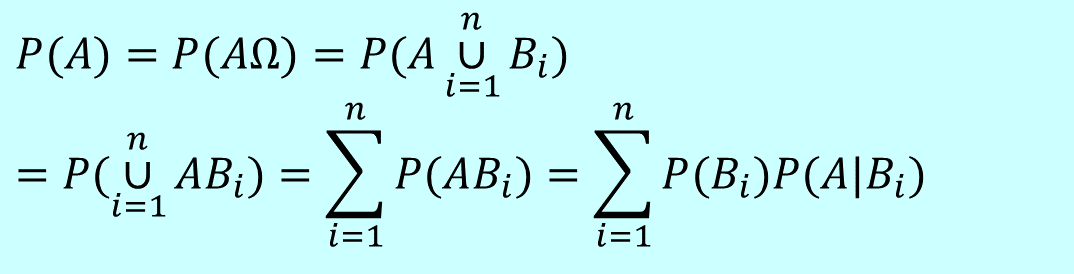 P(A) = P(AΩ) = P(A ∪_{i=1}^{n} B_i)
= P(∪_{i=1}^{n} AB_i) = ∑_{i=1}^{n} P(AB_i) = ∑_{i=1}^{n} P(B_i)P(A|B_i)